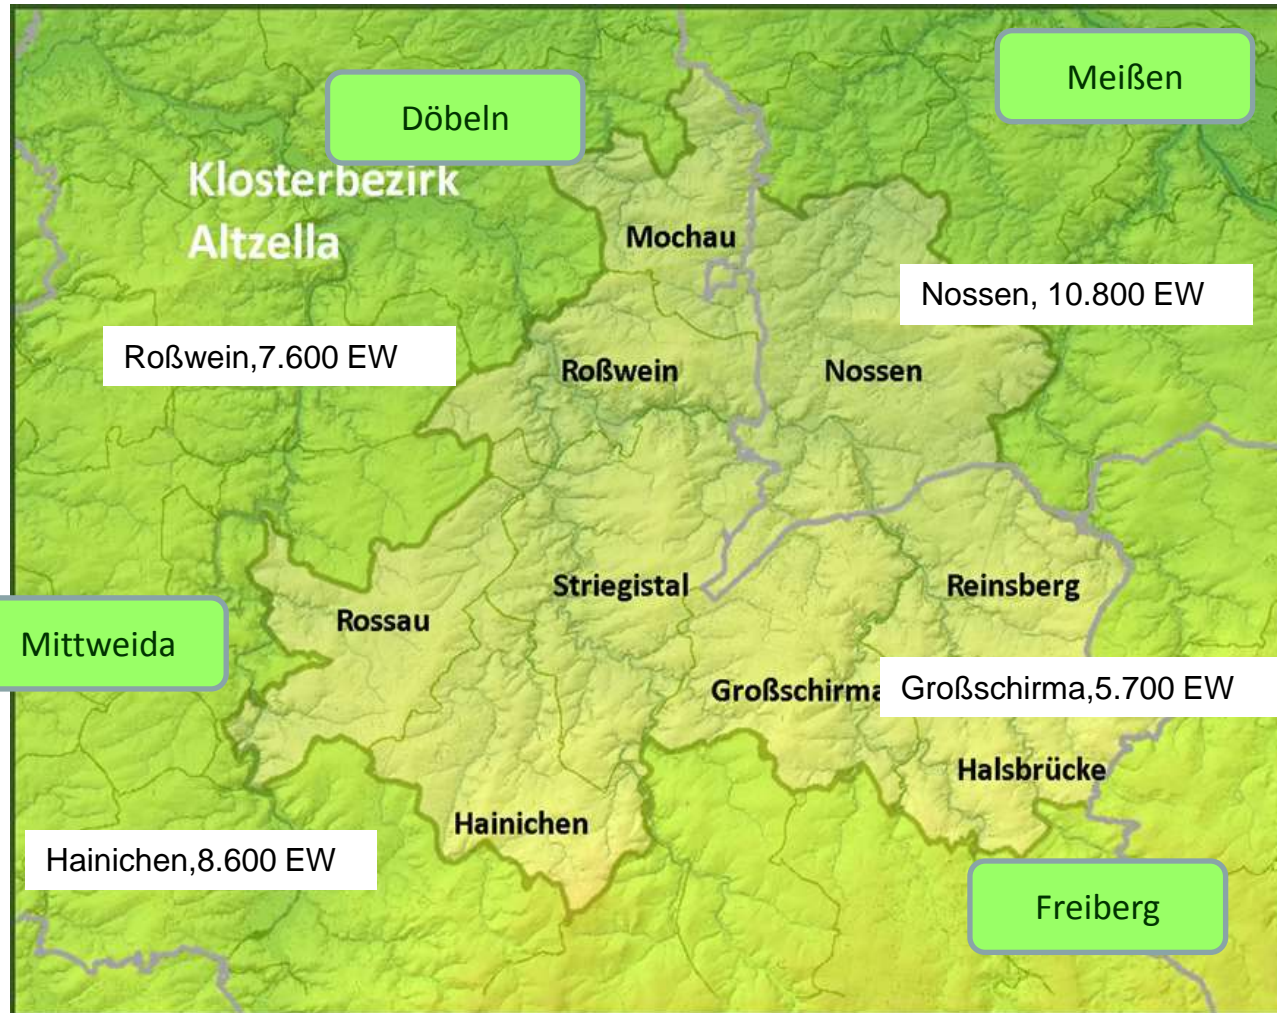 Meißen
Döbeln
Klosterbezirk
Altzella
Mochau
Nossen, 10.800 EW
Roßwein,7.600 EW
Roßwein
Nossen
Striegistal
Reinsberg
Rossau
Mittweida
Großschirma
Großschirma,5.700 EW
Halsbrücke
Hainichen
Hainichen,8.600 EW
Freiberg